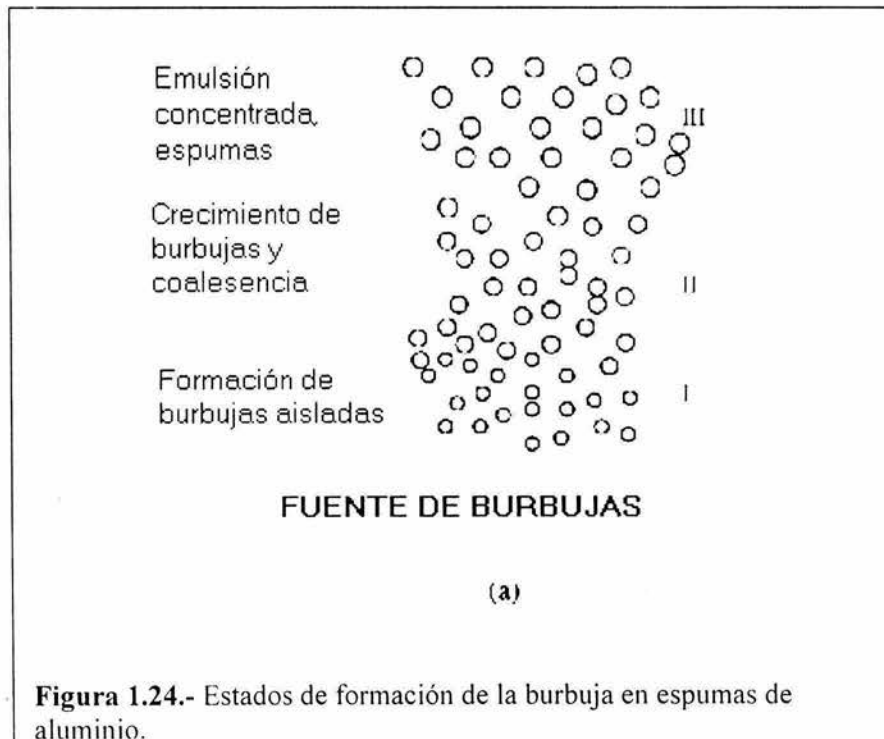 Emulsión
concentrada,
espumas
III
Crecimiento de
burbujas y
coalesencia
II
Formación de
burbujas aisladas
I
FUENTE DE BURBUJAS
(a)
Figura 1.24.- Estados de formación de la burbuja en espumas de
aluminio.